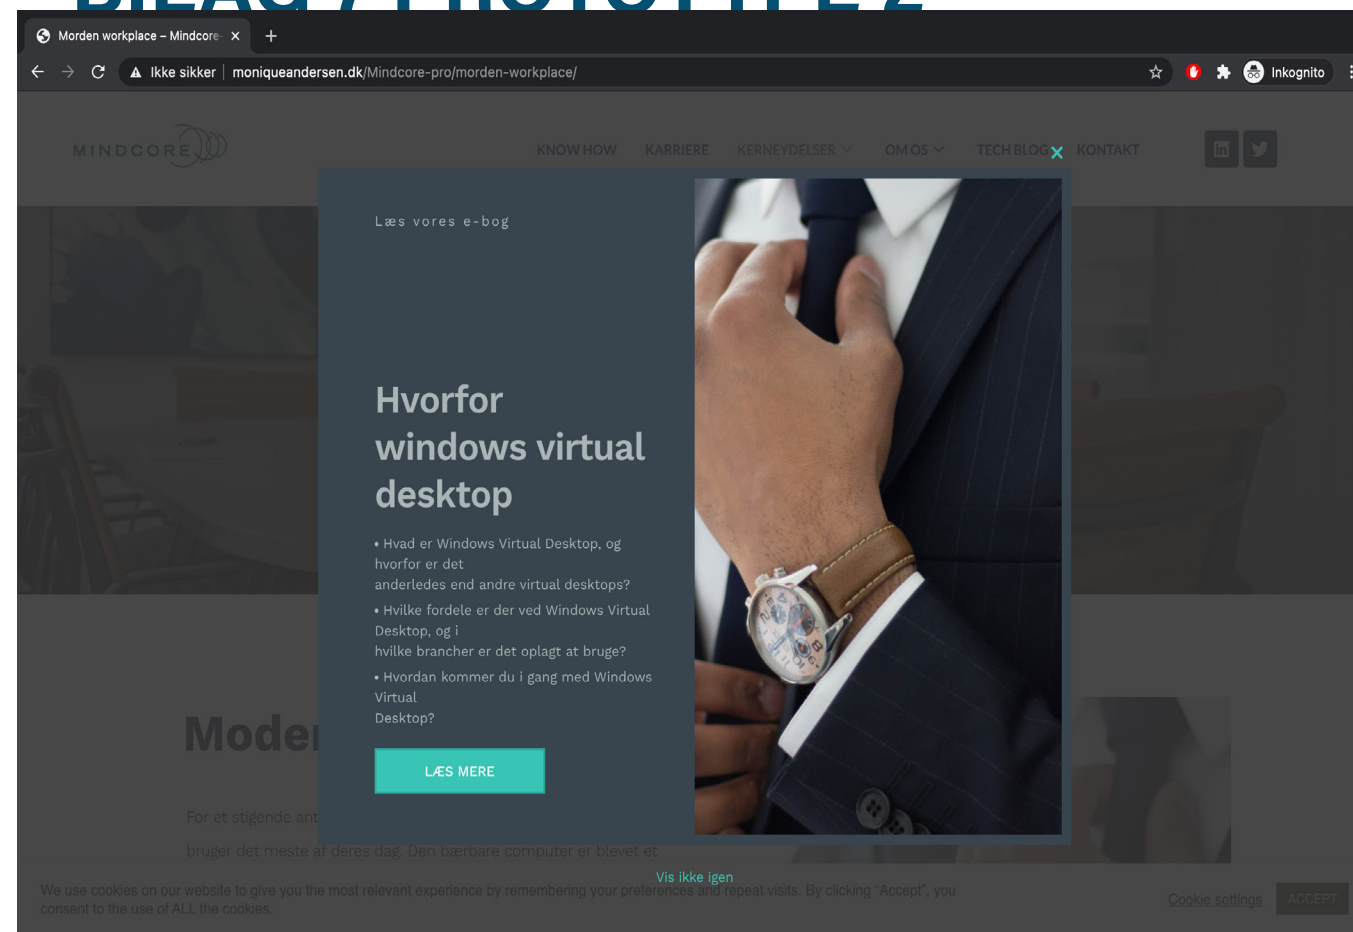 BILAG 7 PROTOTYPE 2
Morden workplace – Mindcore-
Ikke sikker | moniqueandersen.dk/Mindcore-pro/morden-workplace/
Inkognito
MINDCORE
KNOW HOW KARRIERE KERNEYDELSER OM OS TECH BLOG KONTAKT
Læs vores e-bog
Hvorfor
windows virtual
desktop
• Hvad er Windows Virtual Desktop, og
hvorfor er det
anderledes end andre virtual desktops?
• Hvilke fordele er der ved Windows Virtual
Desktop, og i
hvilke brancher er det oplagt at bruge?
• Hvordan kommer du i gang med Windows
Virtual
Desktop?
LÆS MERE
Moder
For et stigende ant
bruger det meste af deres dag. Den bærbare computer er blevet et
Vis ikke igen
We use cookies on our website to give you the most relevant experience by remembering your preferences and repeat visits. By clicking “Accept”, you
consent to the use of ALL the cookies.
Cookie settings ACCEPT